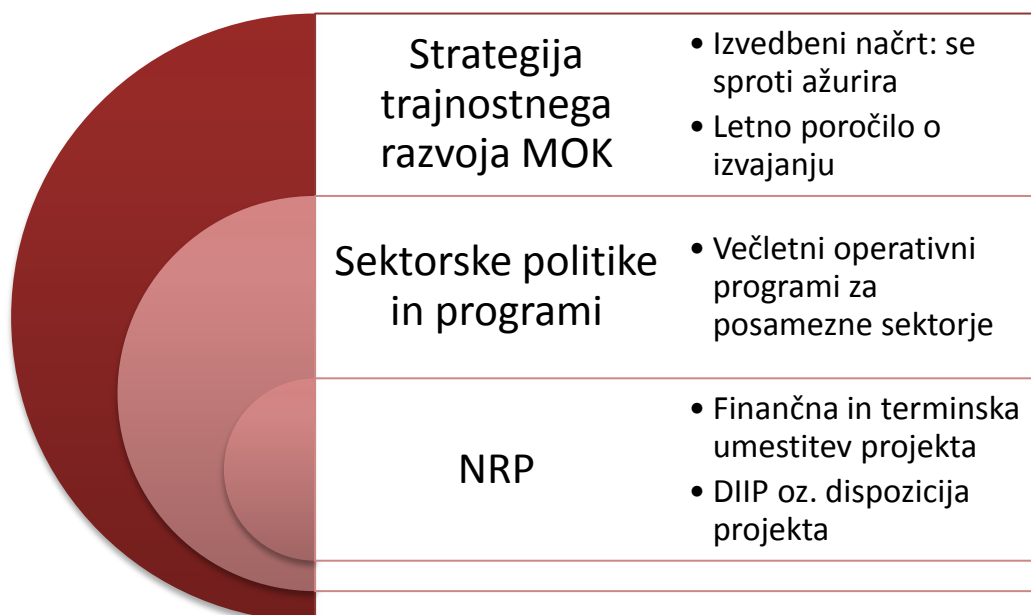 Strategija
trajnostnega
razvoja MOK
• Izvedbeni načrt: se
sproti ažurira
• Letno poročilo o
izvajanju
Sektorske politike
in programi
• Večletni operativni
programi za
posamezne sektorje
NRP
• Finančna in terminska
umestitev projekta
• DIIP oz. dispozicija
projekta